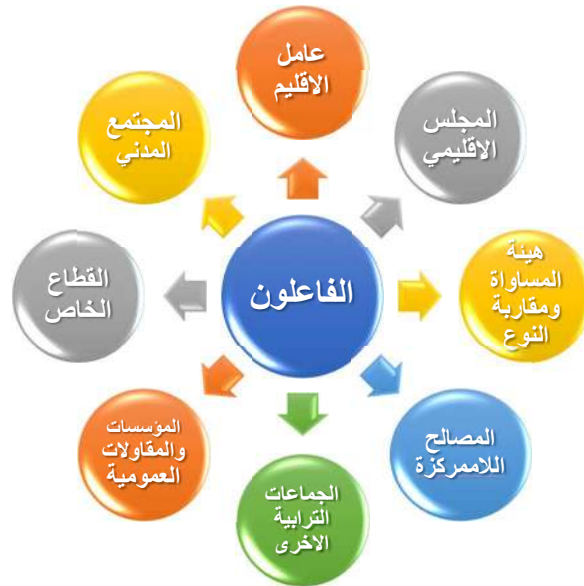 عامل
الاقليم
المجلس
الاقليمي
هيئة
المساواة
ومقاربة
النوع
المصالح
اللاممركزة
الجماعات
الترابية
الاخرى
المؤسسات
والمقاولات
العمومية
القطاع
الخاص
المجتمع
المدني
الفاعلون